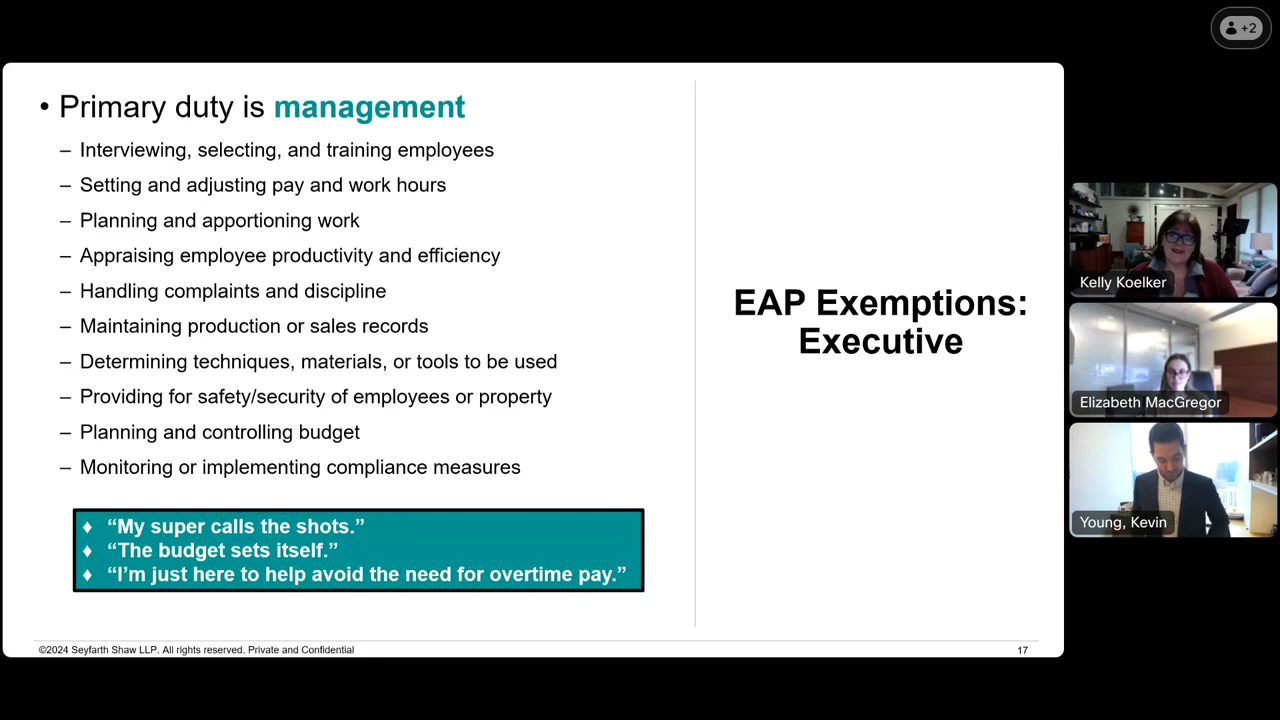 +2
• Primary duty is management
– Interviewing, selecting, and training employees
– Setting and adjusting pay and work hours
– Planning and apportioning work
– Appraising employee productivity and efficiency
– Handling complaints and discipline
– Maintaining production or sales records
– Determining techniques, materials, or tools to be used
– Providing for safety/security of employees or property
– Planning and controlling budget
– Monitoring or implementing compliance measures
♦ “My super calls the shots.”
♦ “The budget sets itself.”
♦ “I’m just here to help avoid the need for overtime pay.”
EAP Exemptions:
Executive
©2024 Seyfarth Shaw LLP. All rights reserved. Private and Confidential
17
Kelly Koelker
Elizabeth MacGregor
Young, Kevin